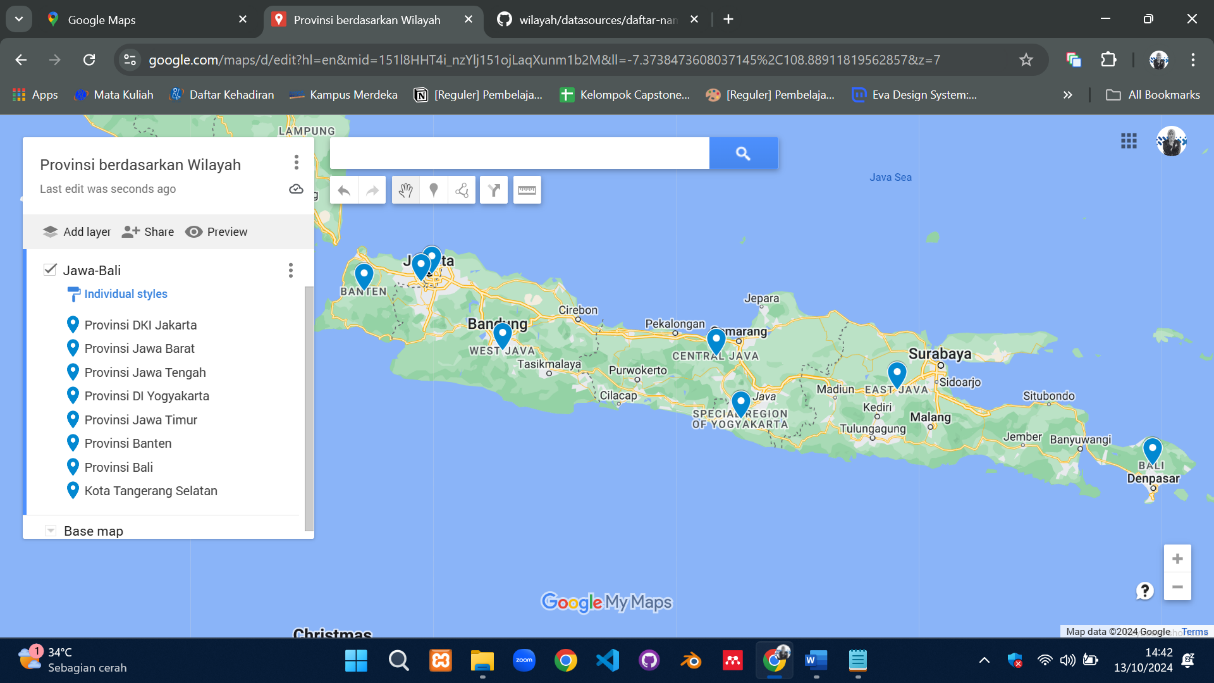 Google Maps
Provinsi berdasarkan Wilayah
wilayah/datasources/daftar-nan
google.com/maps/d/edit?hl=en&mid=151l8HHT4i_nzYlj151ojLaqXunm1b2M&ll=-7.3738473608037145%2C108.88911819562857&z=7
Apps
Mata Kuliah
Daftar Kehadiran
Kampus Merdeka
[Reguler] Pembelaja...
Kelompok Capstone...
[Reguler] Pembelaja...
Eva Design System:...
»
All Bookmarks
LAMPUNG
Provinsi berdasarkan Wilayah
Last edit was seconds ago
Add layer
Share
Preview
Jawa-Bali
Individual styles
Provinsi DKI Jakarta
Provinsi Jawa Barat
Provinsi Jawa Tengah
Provinsi DI Yogyakarta
Provinsi Jawa Timur
Provinsi Banten
Provinsi Bali
Kota Tangerang Selatan
Base map
Java Sea
BANTEN
Bandung
WEST JAVA
Cirebon
Tasikmalaya
Pekalongan
Purwokerto
Cilacap
Jepara
CENTRAL JAVA
Java
SPECIAL REGION
OF YOGYAKARTA
Surabaya
Sidoarjo
EAST JAVA
Madiun
Kediri
Malang
Tulungagung
Situbondo
Jember
Banyuwangi
BALI
Denpasar
Google My Maps
Christmas
+
−
?
Map data ©2024 Google
Terms
1
34°C
Sebagian cerah
zoom
W
14:42
13/10/2024